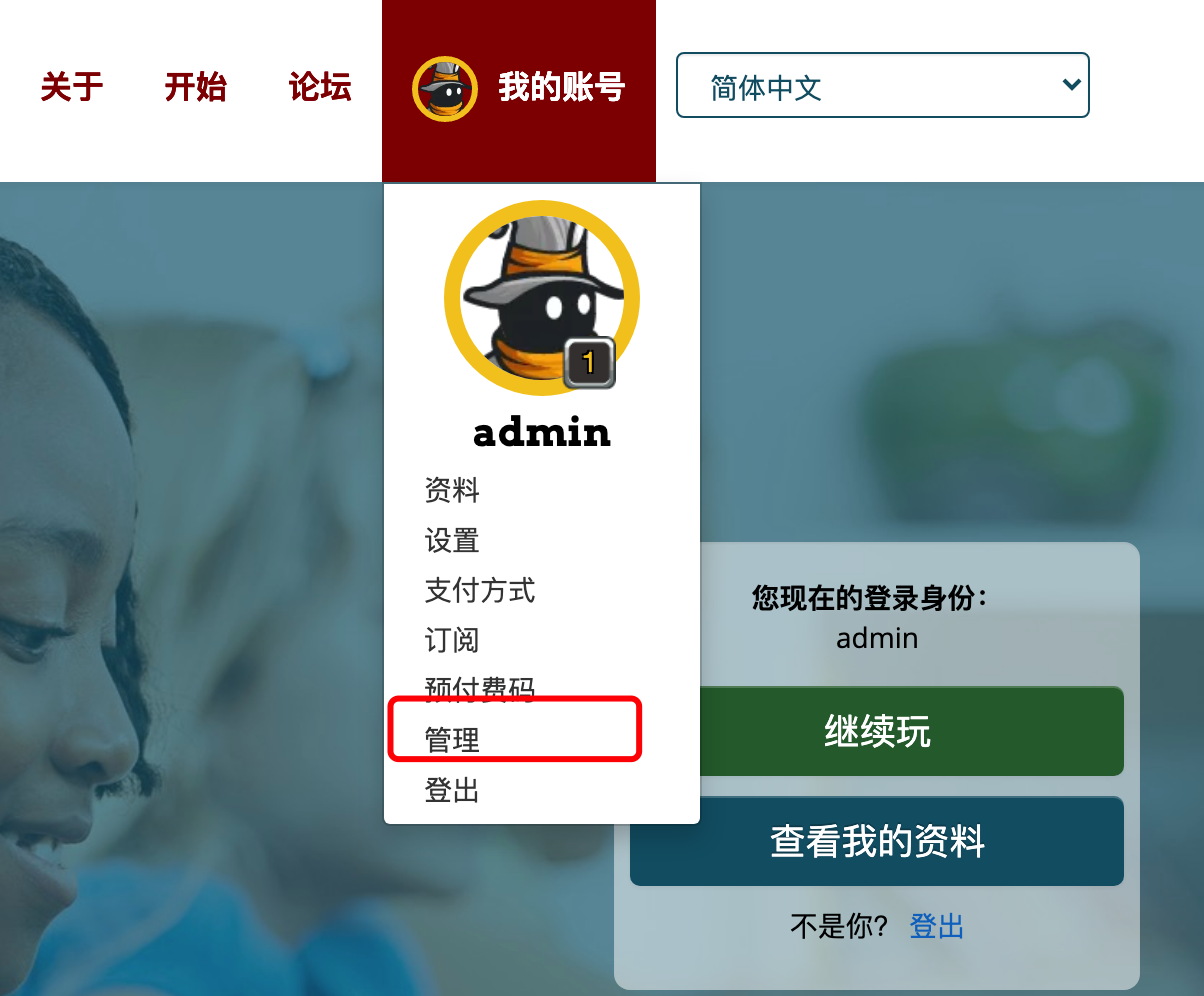 关于
开始
论坛
我的账号
简体中文
1
admin
资料
设置
支付方式
订阅
预付费码
管理
登出
您现在的登录身份：
admin
继续玩
查看我的资料
不是你？ 登出